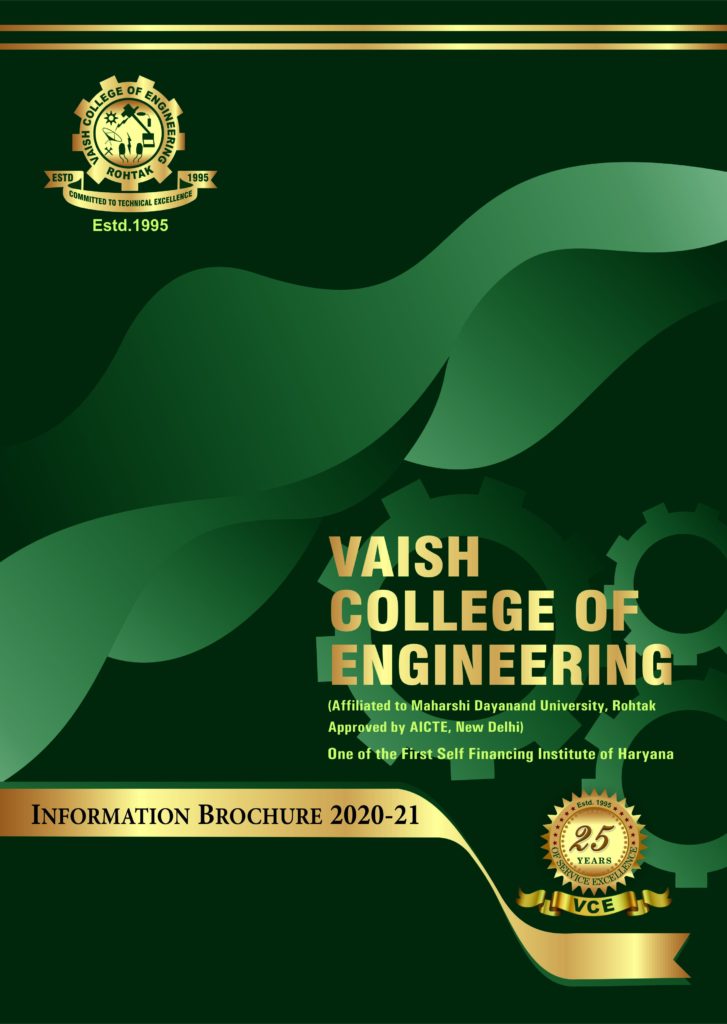 VAISH COLLEGE OF ENGINEERING
ROHTAK
ESTD 1995
COMMITTED TO TECHNICAL EXCELLENCE
Estd.1995
VAISH
COLLEGE OF
ENGINEERING
(Affiliated to Maharshi Dayanand University, Rohtak
Approved by AICTE, New Delhi)
One of the First Self Financing Institute of Haryana
INFORMATION BROCHURE 2020-21
Estd. 1995
25
YEARS
OF SERVICE EXCELLENCE
VCE